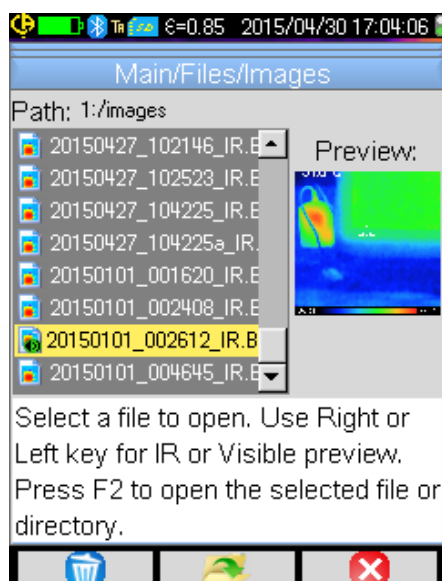 Ta SD ε=0.85 2015/04/30 17:04:06
Main/Files/Images
Path: 1:/images
20150427_102146_IR.B
20150427_102523_IR.E
20150427_104225_IR.E
20150427_104225a_IR.
20150101_001620_IR.E
20150101_002408_IR.E
20150101_002612_IR.B
20150101_004645_IR.E
Preview:
Select a file to open. Use Right or
Left key for IR or Visible preview.
Press F2 to open the selected file or
directory.